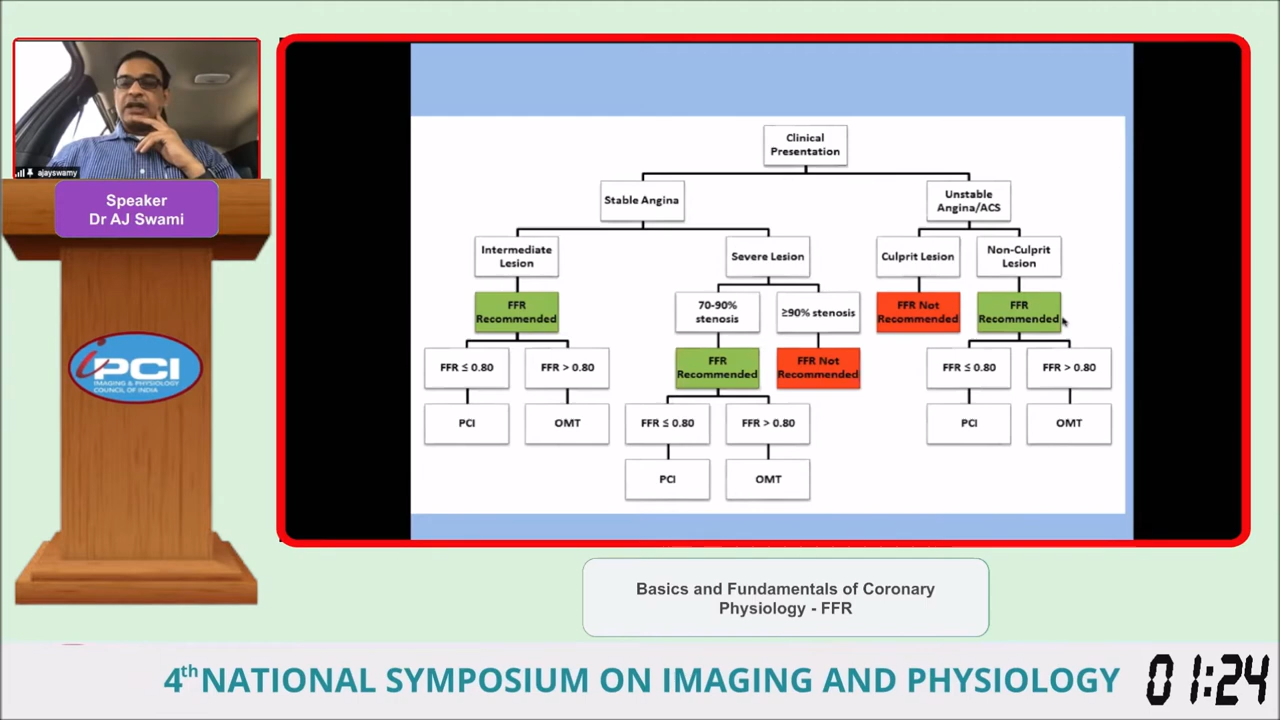 ajayswamy
Speaker
Dr AJ Swami
iPCI
IMAGING & PHYSIOLOGY
COUNCIL OF INDIA
Clinical
Presentation
Stable Angina
Unstable
Angina/ACS
Intermediate
Lesion
Severe Lesion
Culprit Lesion
Non-Culprit
Lesion
FFR
Recommended
70-90%
stenosis
≥90% stenosis
FFR Not
Recommended
FFR
Recommended
FFR ≤ 0.80
FFR > 0.80
FFR
Recommended
FFR Not
Recommended
FFR ≤ 0.80
FFR > 0.80
PCI
OMT
FFR ≤ 0.80
FFR > 0.80
PCI
OMT
PCI
OMT
Basics and Fundamentals of Coronary
Physiology - FFR
4th NATIONAL SYMPOSIUM ON IMAGING AND PHYSIOLOGY
01:24